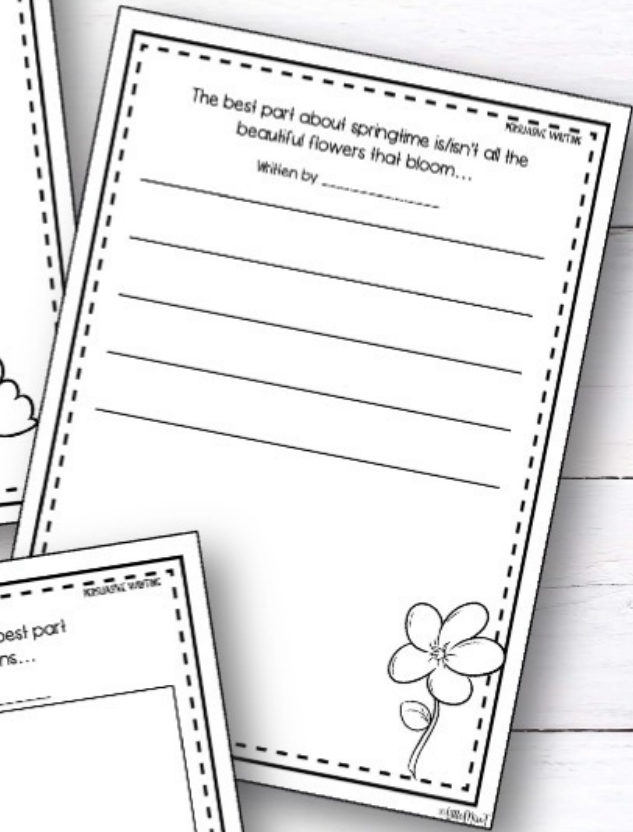 PERSUASIVE WRITING
The best part about springtime is/isn't all the
beautiful flowers that bloom...
Written by
PERSUASIVE WRITING
best part
ns...